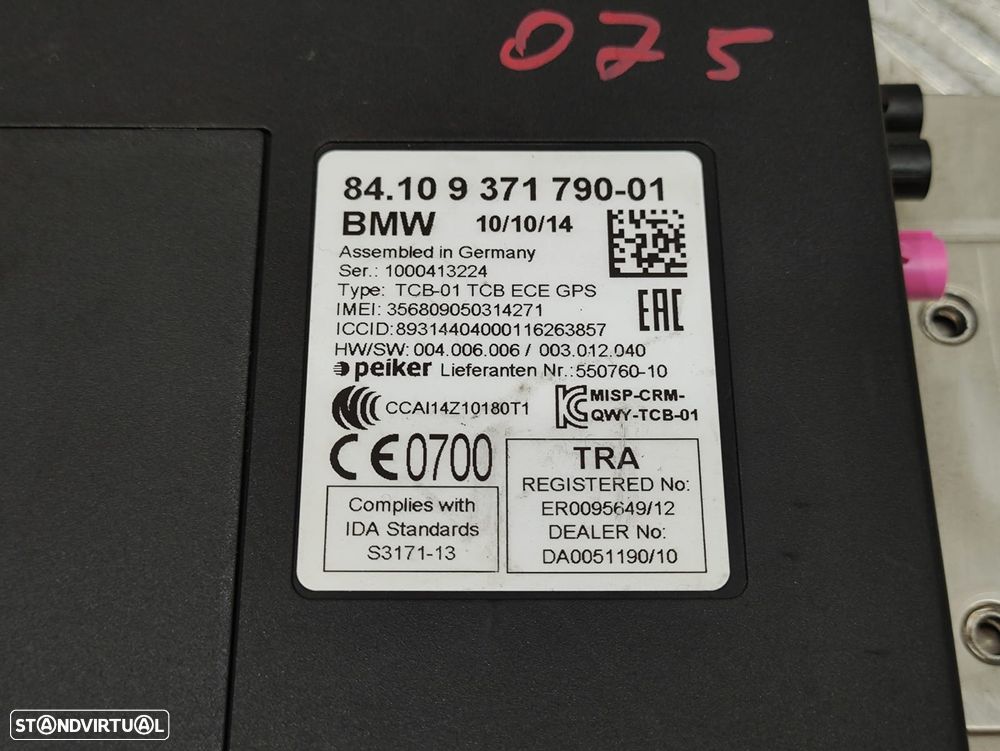 075
84.10 9 371 790-01
BMW 10/10/14
Assembled in Germany
Ser.: 1000413224
Type: TCB-01 TCB ECE GPS
IMEI: 356809050314271
EAC
ICCID:89314404000116263857
HW/SW: 004.006.006 / 003.012.040
peiker Lieferanten Nr.:550760-10
CCAI14Z10180T1
MISP-CRM-
QWY-TCB-01
CE0700
Complies with
IDA Standards
S3171-13
TRA
REGISTERED No:
ER0095649/12
DEALER No:
DA0051190/10
STANDVIRTUAL